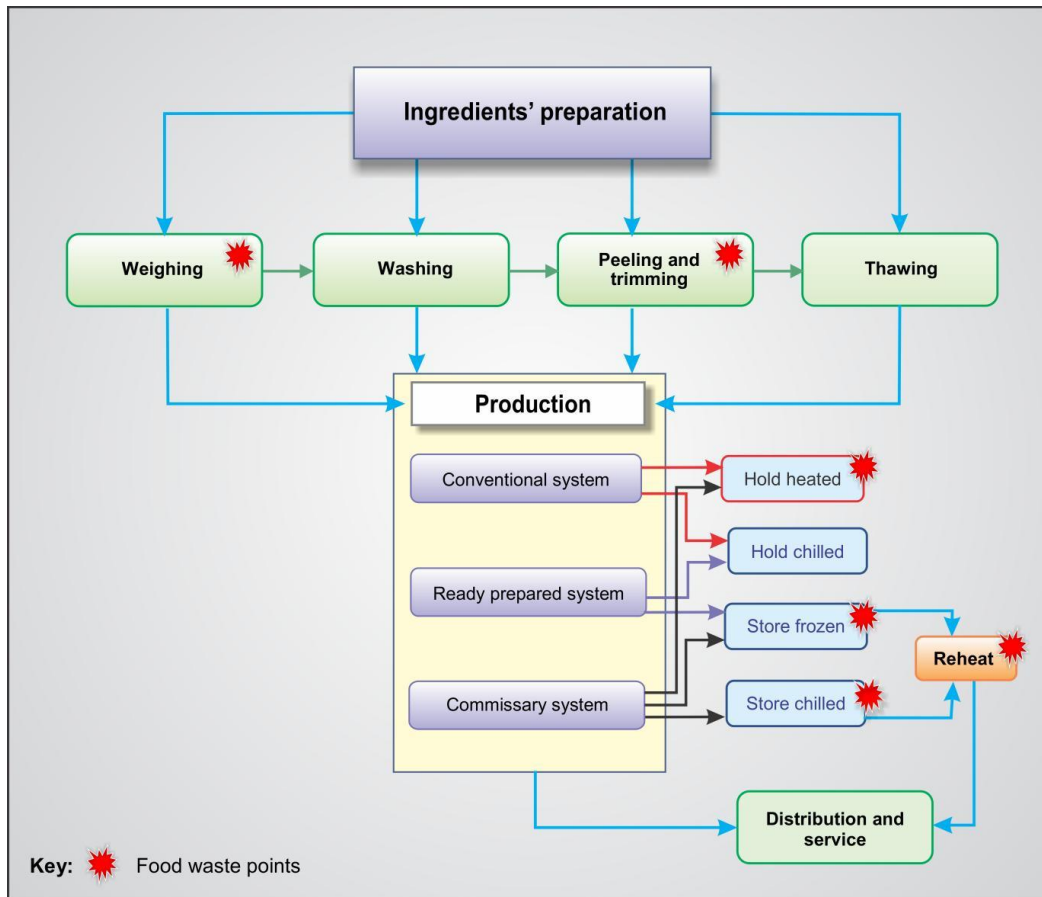 Ingredients’ preparation
Weighing
Washing
Peeling and
trimming
Thawing
Production
Conventional system
Hold heated
Hold chilled
Ready prepared system
Store frozen
Reheat
Commissary system
Store chilled
Distribution and
service
Key: Food waste points